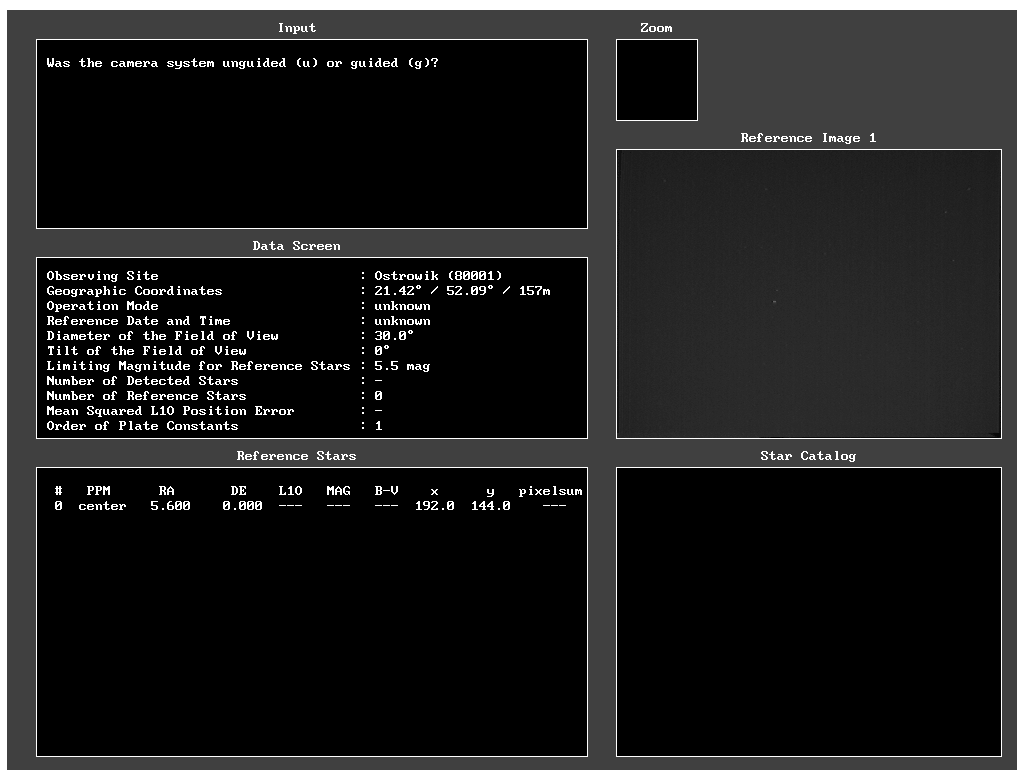 Input
Was the camera system unguided (u) or guided (g)?
Zoom
Reference Image 1
Data Screen
Observing Site : Ostrowik (80001)
Geographic Coordinates : 21.42° / 52.09° / 157m
Operation Mode : unknown
Reference Date and Time : unknown
Diameter of the Field of View : 30.0°
Tilt of the Field of View : 0°
Limiting Magnitude for Reference Stars : 5.5 mag
Number of Detected Stars : -
Number of Reference Stars : 0
Mean Squared L1O Position Error : -
Order of Plate Constants : 1
Reference Stars
# PPM RA DE L1O MAG B-V x y pixelsum
0 center 5.600 0.000 --- --- --- 192.0 144.0 ---
Star Catalog